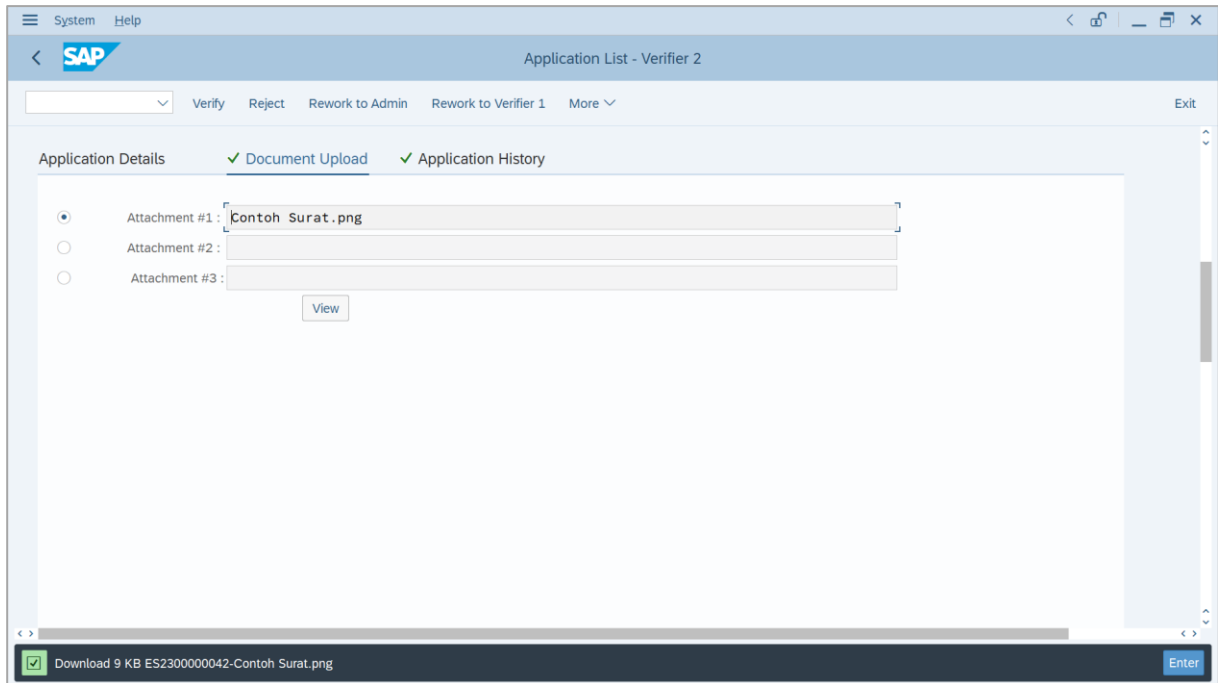 System Help
SAP
Application List - Verifier 2
Verify Reject Rework to Admin Rework to Verifier 1 More Exit
Application Details Document Upload Application History
Attachment #1 : Contoh Surat.png
Attachment #2 :
Attachment #3 :
View
Download 9 KB ES2300000042-Contoh Surat.png Enter